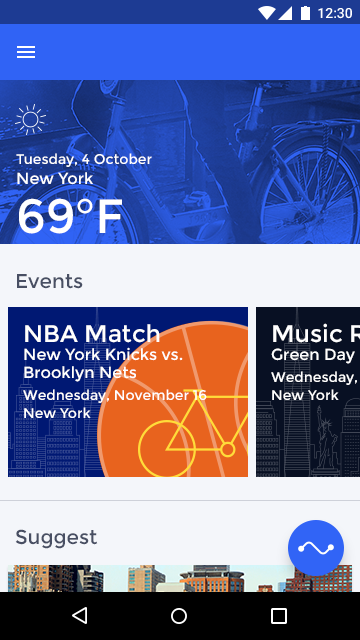 12:30
Tuesday, 4 October
New York
69°F
Events
NBA Match
New York Knicks vs.
Brooklyn Nets
Wednesday, November 16
New York
Music R
Green Day
Wednesday,
New York
Suggest